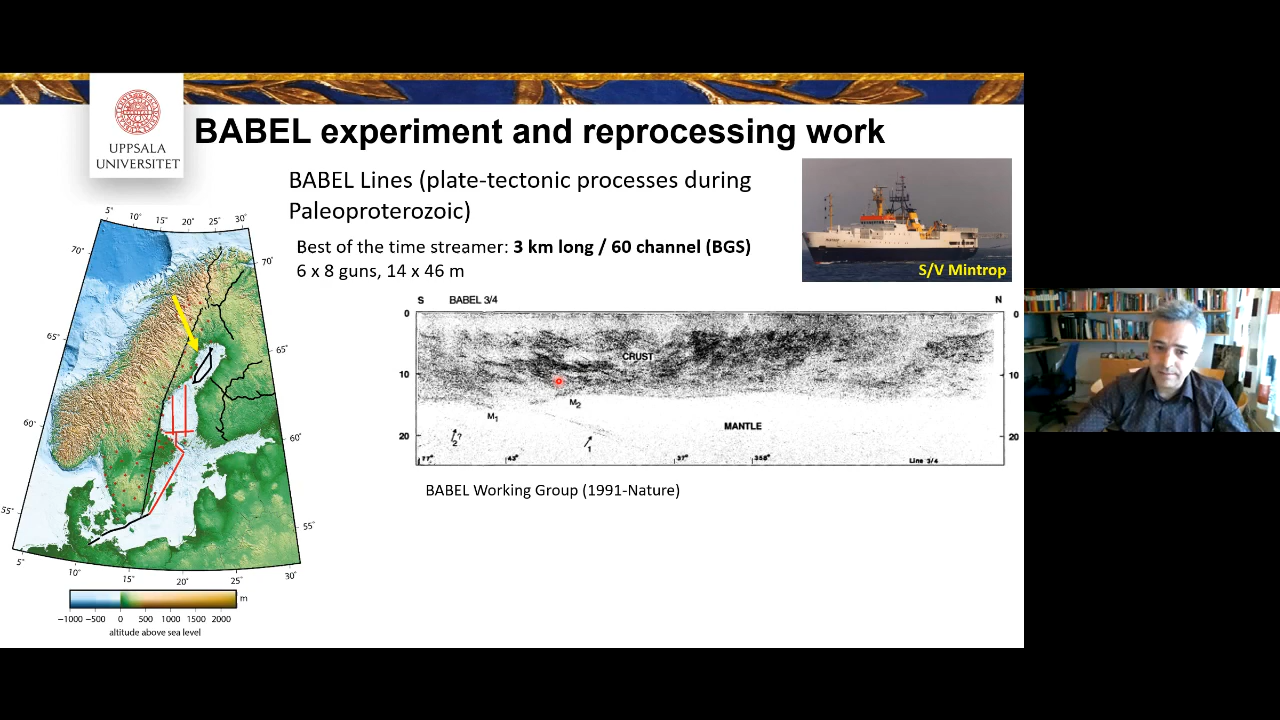 UPPSALA
UNIVERSITET
BABEL experiment and reprocessing work
BABEL Lines (plate-tectonic processes during
Paleoproterozoic)
Best of the time streamer: 3 km long / 60 channel (BGS)
6 x 8 guns, 14 x 46 m
S/V Mintrop
5° 10° 15° 20° 25° 30°
70° 70°
65° 65°
60° 60°
55° 55°
5° 10° 15° 20° 25° 30°
−1000 −500 0 500 1000 1500 2000
m
altitude above sea level
S BABEL 3/4 N
0 0
CRUST
10 10
M1 M2
MANTLE
20 2? 1 20
Line 3/4
BABEL Working Group (1991-Nature)